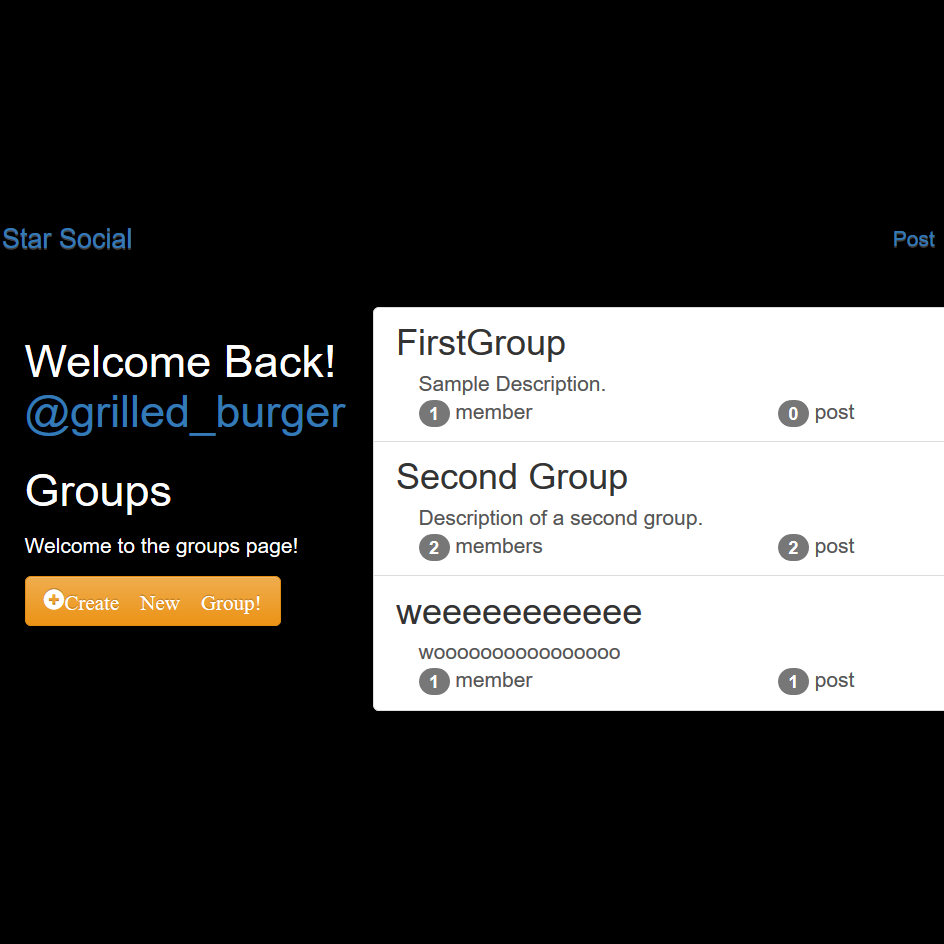 Star Social Post
Welcome Back!
@grilled_burger
Groups
Welcome to the groups page!
Create New Group!
FirstGroup
Sample Description.
1 member 0 post
Second Group
Description of a second group.
2 members 2 post
weeeeeeeeeee
woooooooooooooooo
1 member 1 post